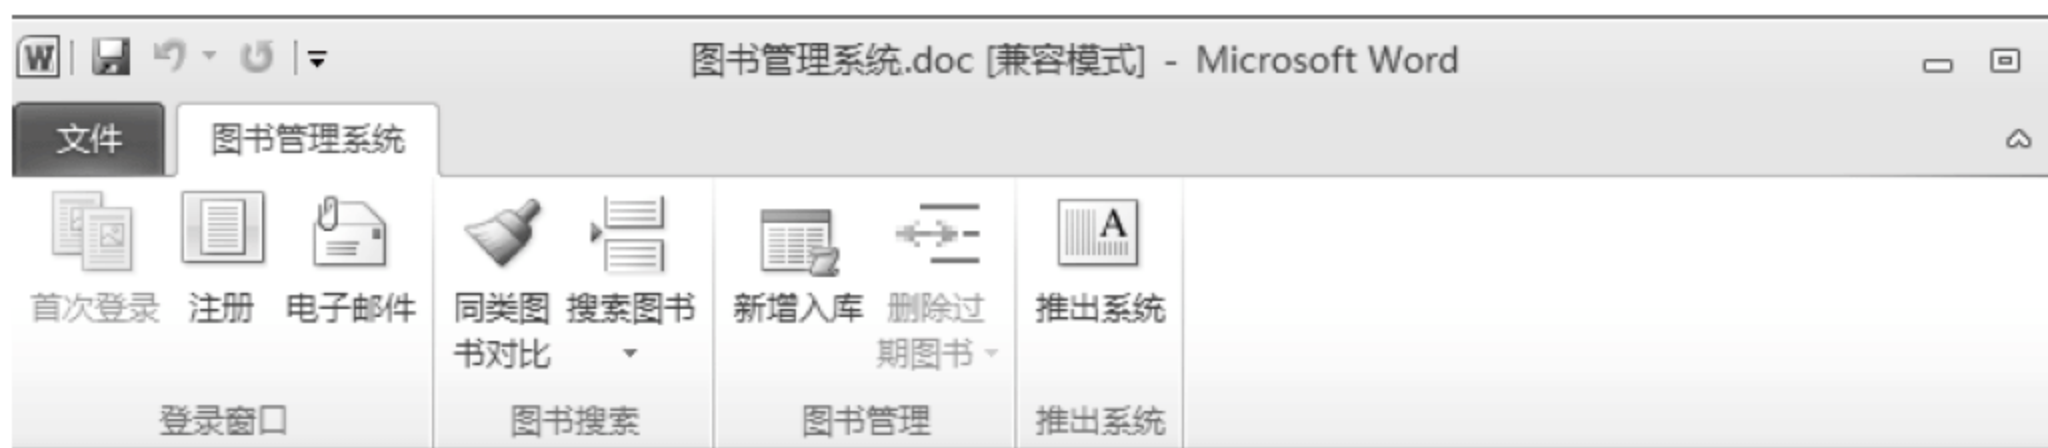 图书管理系统.doc [兼容模式] - Microsoft Word
文件 图书管理系统
首次登录 注册 电子邮件 同类图书对比 搜索图书 新增入库 删除过期图书 推出系统
登录窗口 图书搜索 图书管理 推出系统